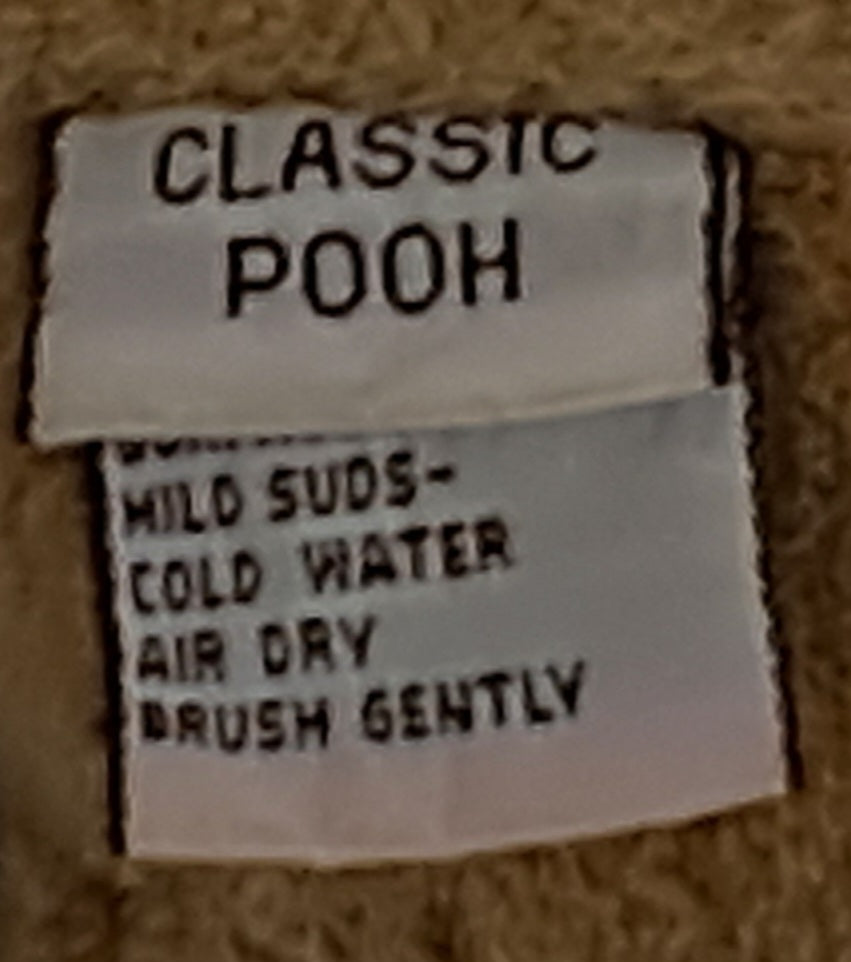 CLASSIC
POOH
MILD SUDS-
COLD WATER
AIR DRY
BRUSH GENTLY